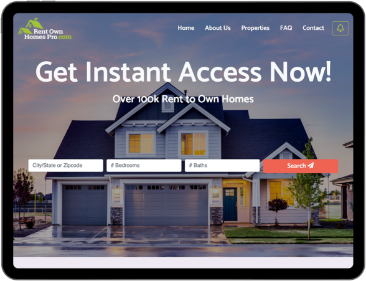 Rent Own
Homes Pro.com
Home About Us Properties FAQ Contact
Get Instant Access Now!
Over 100k Rent to Own Homes
City/State or Zipcode # Bedrooms # Baths Search